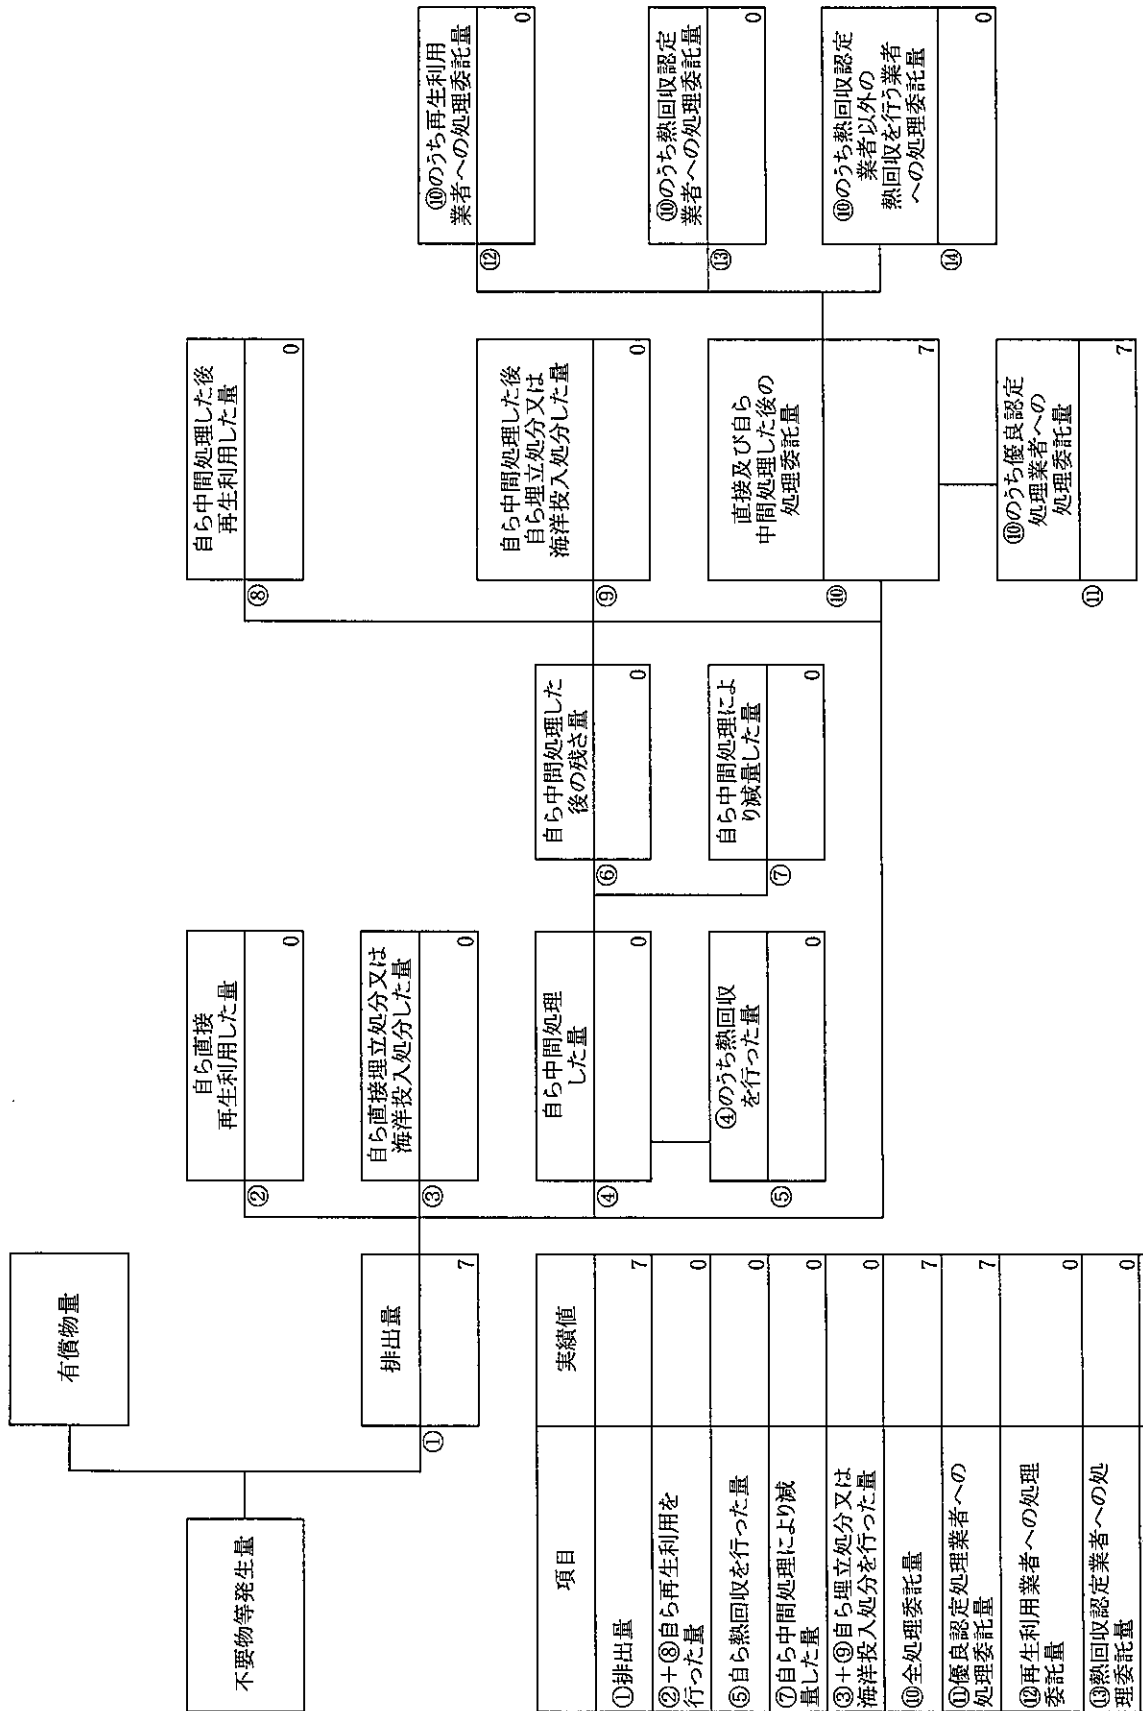 不要物等発生量
有償物量
①
排出量
7
②
自ら直接
再生利用した量
0
③
自ら直接埋立処分又は
海洋投入処分した量
0
④
自ら中間処理
した量
0
⑤
④のうち熱回収
を行った量
0
⑥
自ら中間処理した
後の残さ量
0
⑦
自ら中間処理によ
り減量した量
0
⑧
自ら中間処理した後
再生利用した量
0
⑨
自ら中間処理した後
自ら埋立処分又は
海洋投入処分した量
0
⑩
直接及び自ら
中間処理した後の
処理委託量
7
⑪
⑩のうち優良認定
処理業者への
処理委託量
7
⑫
⑩のうち再生利用
業者への処理委託量
0
⑬
⑩のうち熱回収認定
業者への処理委託量
0
⑭
⑩のうち熱回収認定
業者以外の
熱回収を行う業者
への処理委託量
0
項目 実績値
①排出量 7
②+⑧自ら再生利用を
行った量 0
⑤自ら熱回収を行った量 0
⑦自ら中間処理により減
量した量 0
③+⑨自ら埋立処分又は
海洋投入処分を行った量 0
⑩全処理委託量 7
⑪優良認定処理業者への
処理委託量 7
⑫再生利用業者への処理
委託量 0
⑬熱回収認定業者への処
理委託量 0